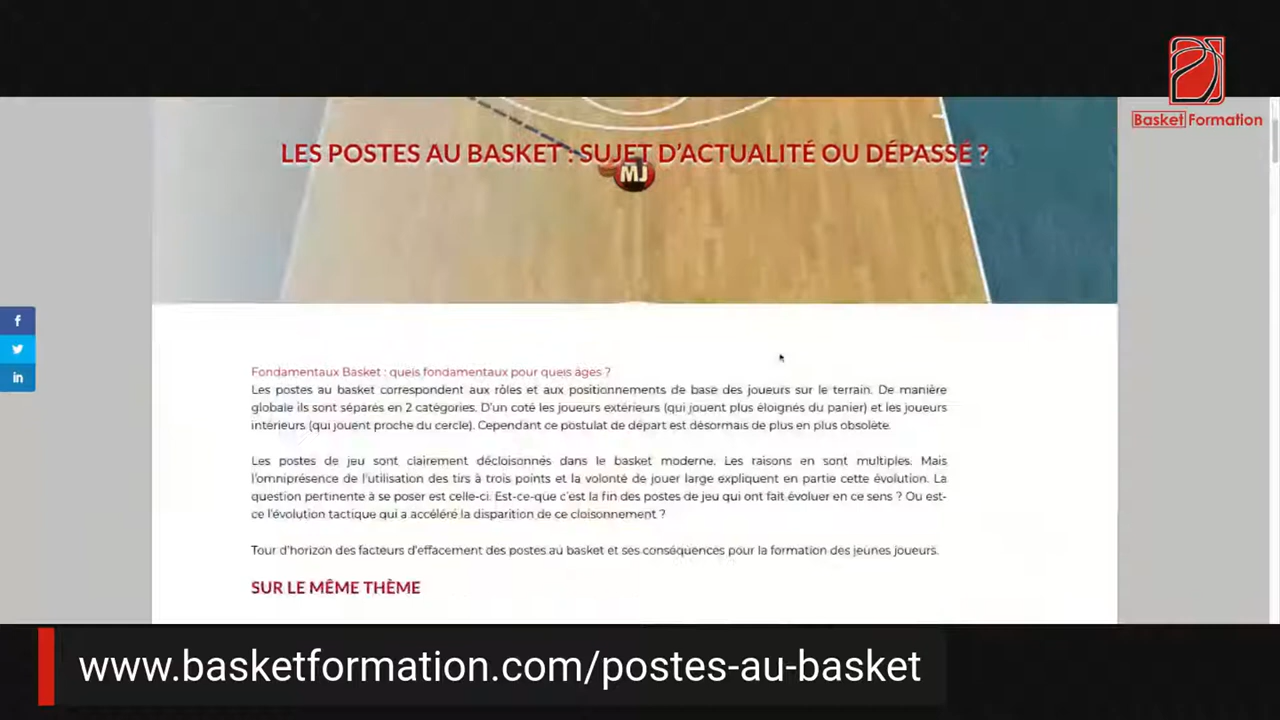 Basket Formation
LES POSTES AU BASKET : SUJET D'ACTUALITÉ OU DÉPASSÉ ?
MJ
f
in
Fondamentaux Basket : quels fondamentaux pour quels âges ?
Les postes au basket correspondent aux rôles et aux positionnements de base des joueurs sur le terrain. De manière
globale ils sont séparés en 2 catégories. D'un coté les joueurs extérieurs (qui jouent plus éloignés du panier) et les joueurs
intérieurs (qui jouent proche du cercle). Cependant ce postulat de départ est désormais de plus en plus obsolète.
Les postes de jeu sont clairement décloisonnés dans le basket moderne. Les raisons en sont multiples. Mais
l'omniprésence de l'utilisation des tirs à trois points et la volonté de jouer large expliquent en partie cette évolution. La
question pertinente à se poser est celle-ci. Est-ce-que c'est la fin des postes de jeu qui ont fait évoluer en ce sens ? Ou est-
ce l'évolution tactique qui a accéléré la disparition de ce cloisonnement ?
Tour d'horizon des facteurs d'effacement des postes au basket et ses conséquences pour la formation des jeunes joueurs.
SUR LE MÊME THÈME
www.basketformation.com/postes-au-basket